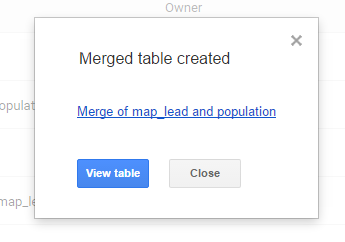 Owner
Merged table created
Merge of map_lead and population
View table
Close